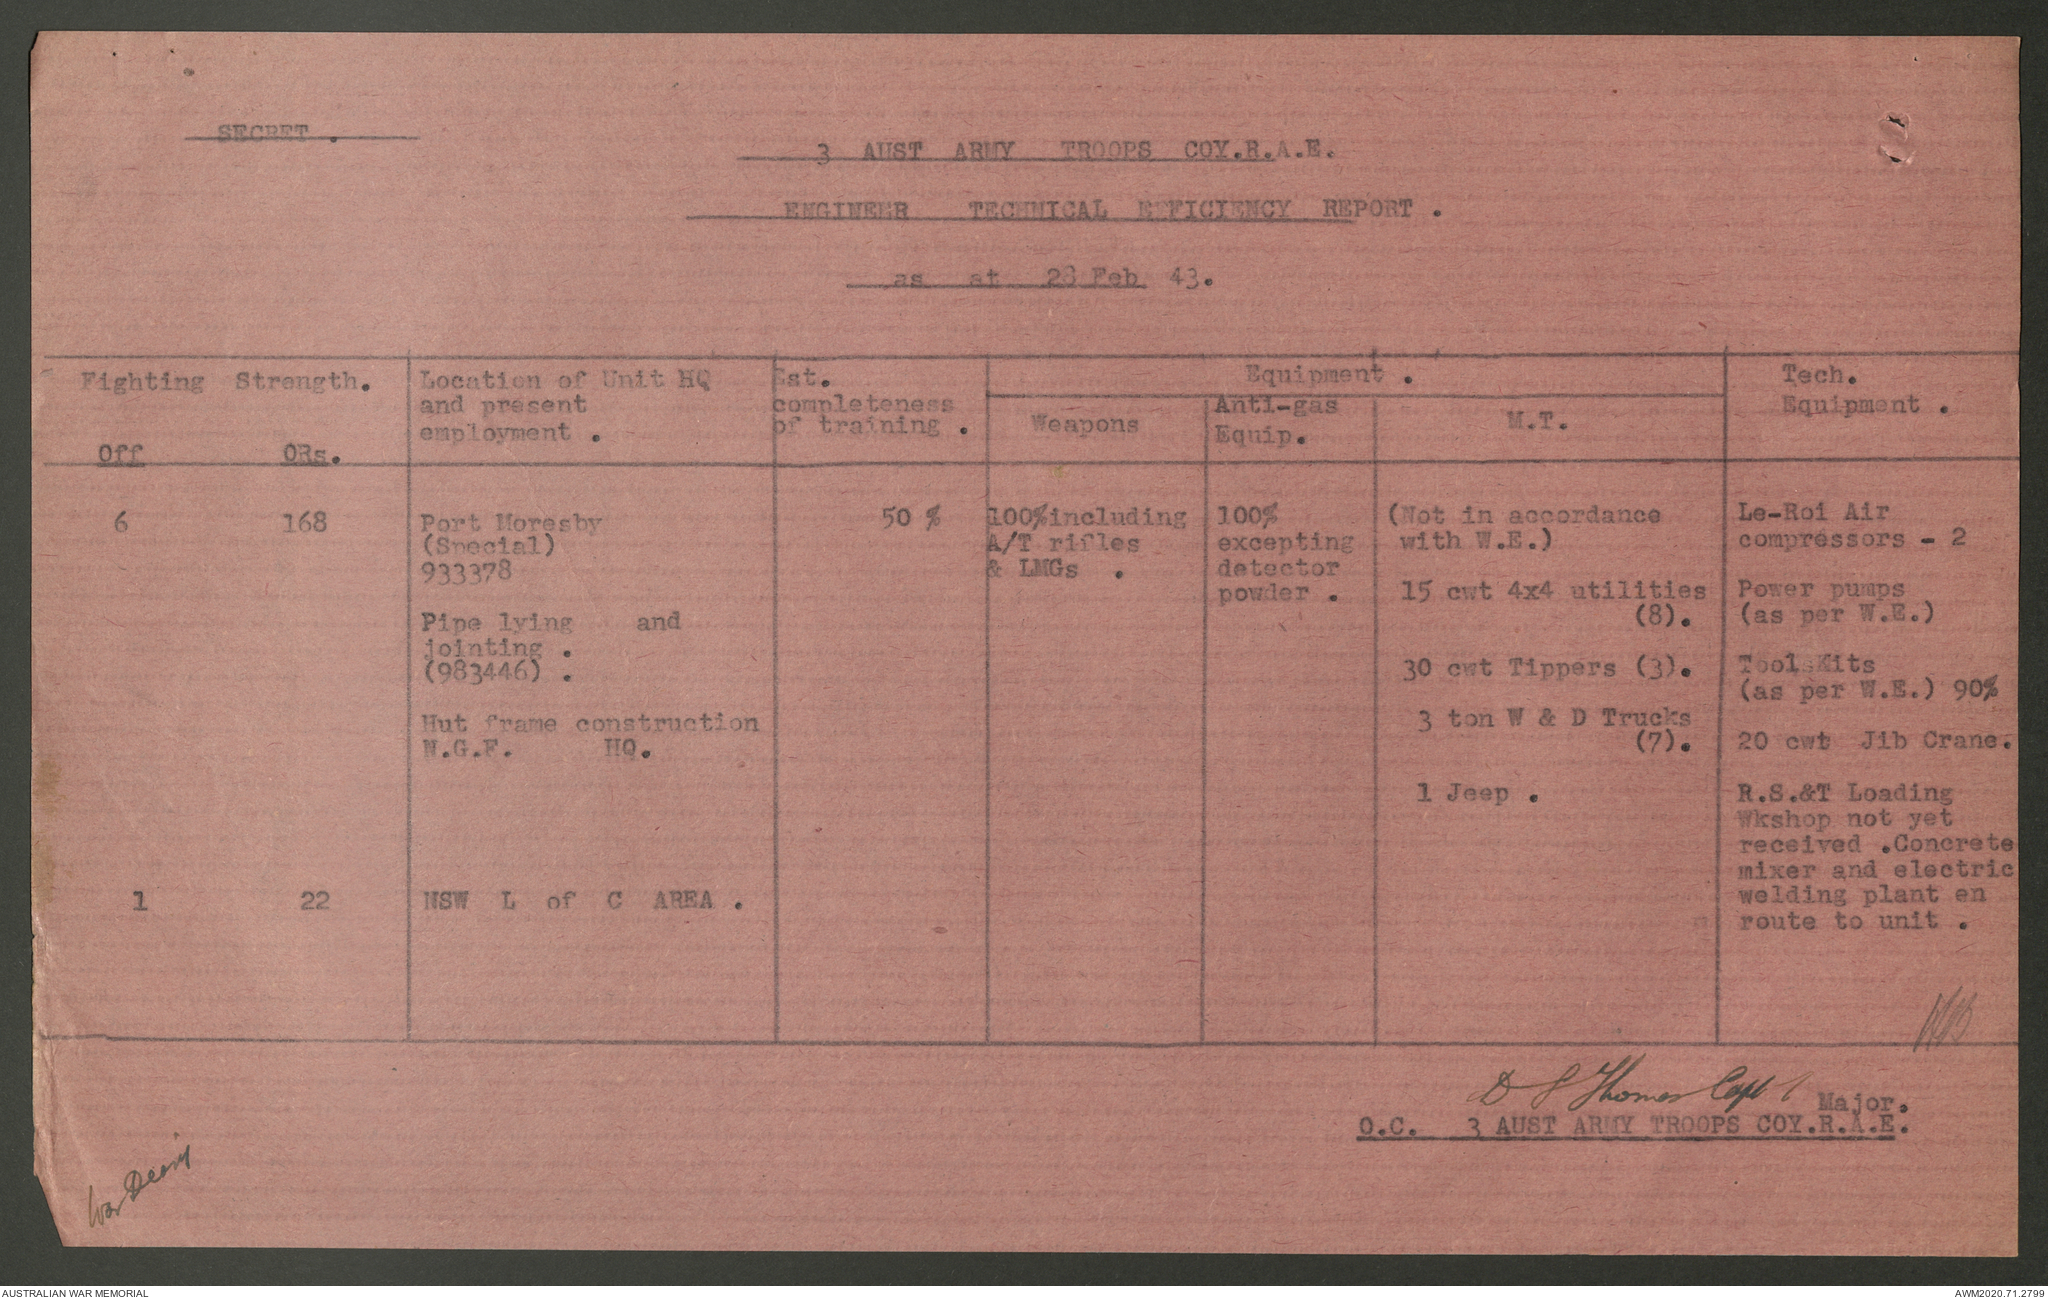 SECRET .
3 AUST ARMY TROOPS COY.R.A.E.
ENGINEER TECHNICAL EFFICIENCY REPORT .
as at 28 Feb 43.
Fighting Strength.
Off ORs.
Location of Unit HQ
and present
employment .
Est.
completeness
of training .
Equipment .
Weapons
Anti-gas
Equip.
M.T.
Tech.
Equipment .
6 168
Port Moresby
(Special)
933378
Pipe lying and
jointing .
(983446) .
Hut frame construction
N.G.F. HQ.
50 %
100%including
A/T rifles
& LMGs .
100%
excepting
detector
powder .
(Not in accordance
with W.E.)
15 cwt 4x4 utilities
(8).
30 cwt Tippers (3).
3 ton W & D Trucks
(7).
1 Jeep .
Le-Roi Air
compressors - 2
Power pumps
(as per W.E.)
ToolsKits
(as per W.E.) 90%
20 cwt Jib Crane.
R.S.&T Loading
Wkshop not yet
received .Concrete
mixer and electric
welding plant en
route to unit .
1 22
NSW L of C AREA .
D S Thomas Capt
Major.
O.C. 3 AUST ARMY TROOPS COY.R.A.E.
War
AUSTRALIAN WAR MEMORIAL
AWM2020.71.2799